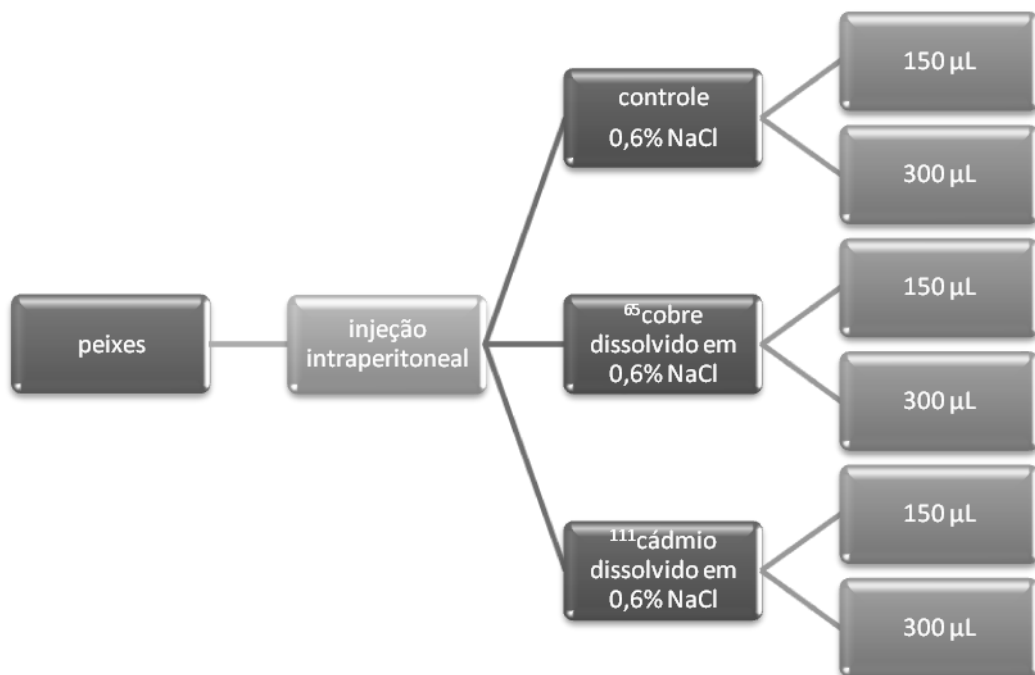 peixes
injeção
intraperitoneal
controle
0,6% NaCl
150 µL
300 µL
⁶⁵cobre
dissolvido em
0,6% NaCl
150 µL
300 µL
¹¹¹cádmio
dissolvido em
0,6% NaCl
150 µL
300 µL